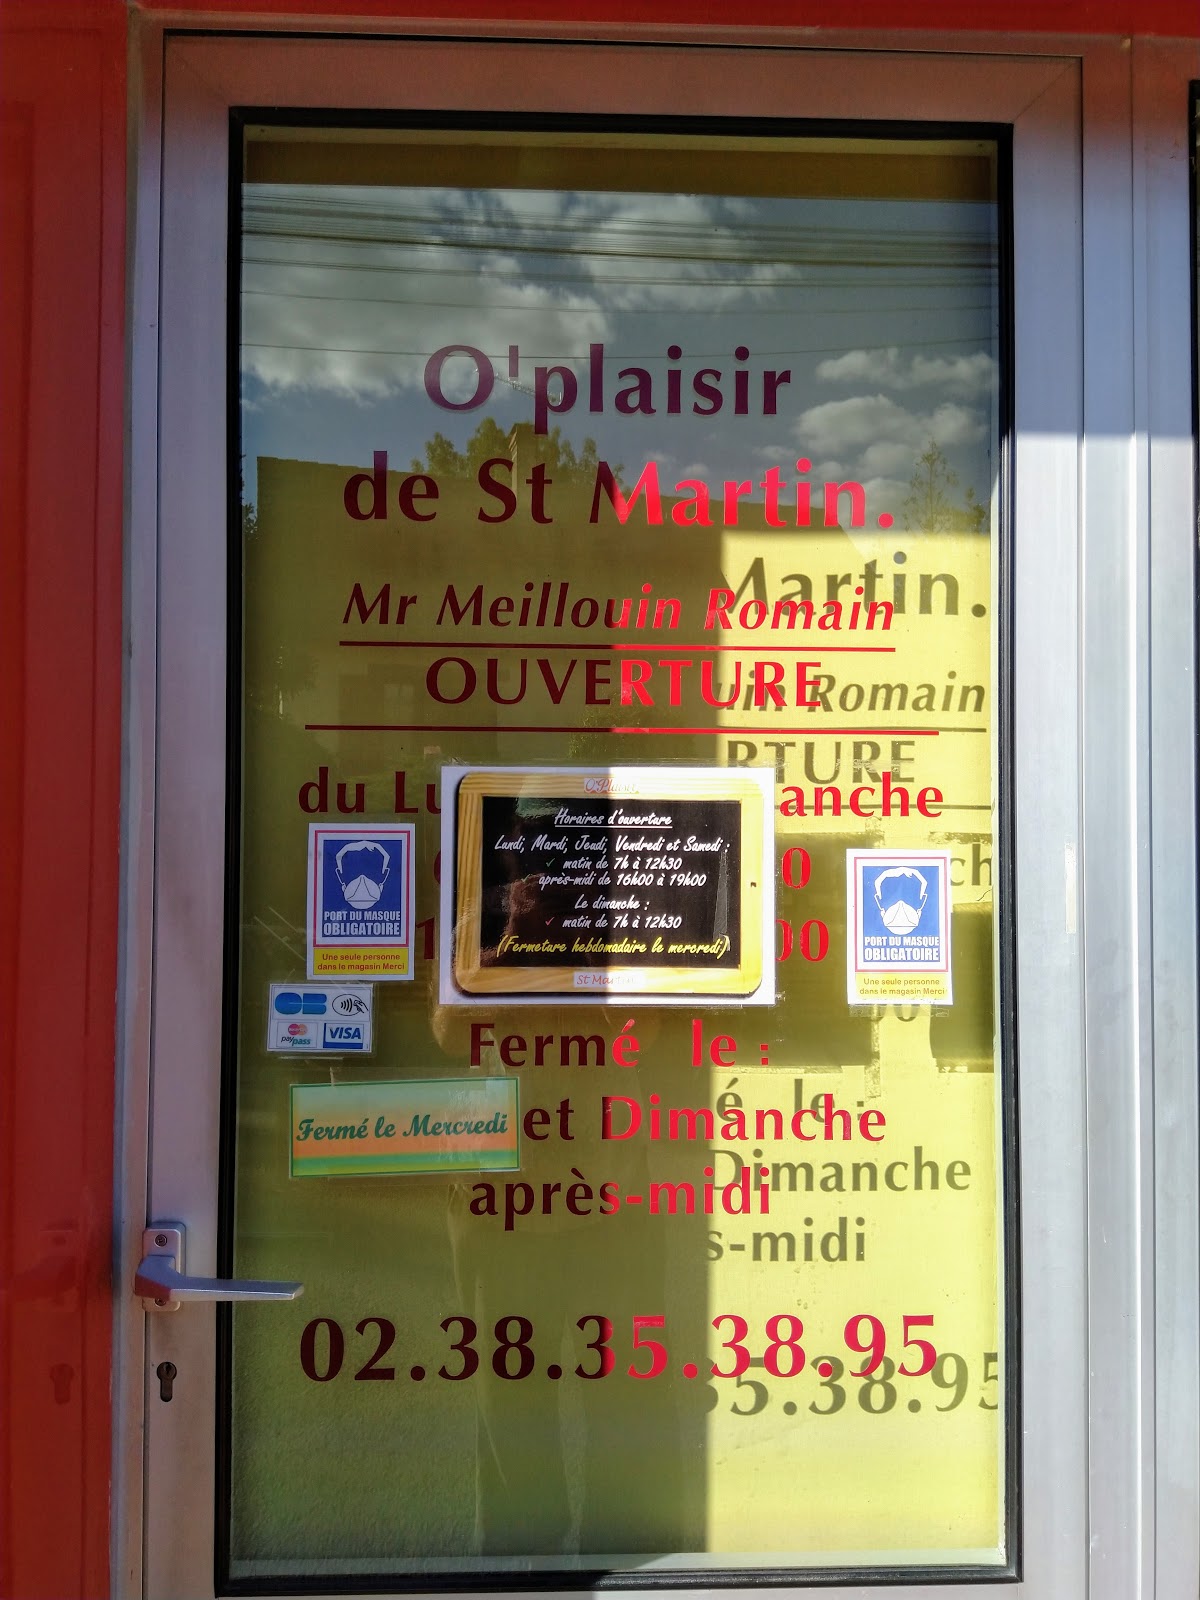 O'plaisir
de St Martin.
Mr Meillouin Romain
OUVERTURE
du Lu anche
O'Plaisir
Horaires d'ouverture
Lundi, Mardi, Jeudi, Vendredi et Samedi :
✓ matin de 7h à 12h30
après-midi de 16h00 à 19h00
Le dimanche :
✓ matin de 7h à 12h30
(Fermeture hebdomadaire le mercredi)
St Martin
PORT DU MASQUE
OBLIGATOIRE
Une seule personne
dans le magasin Merci
PORT DU MASQUE
OBLIGATOIRE
Une seule personne
dans le magasin Merci
CB
paypass
VISA
Fermé le :
Fermé le Mercredi
et Dimanche
après-midi
02.38.35.38.95